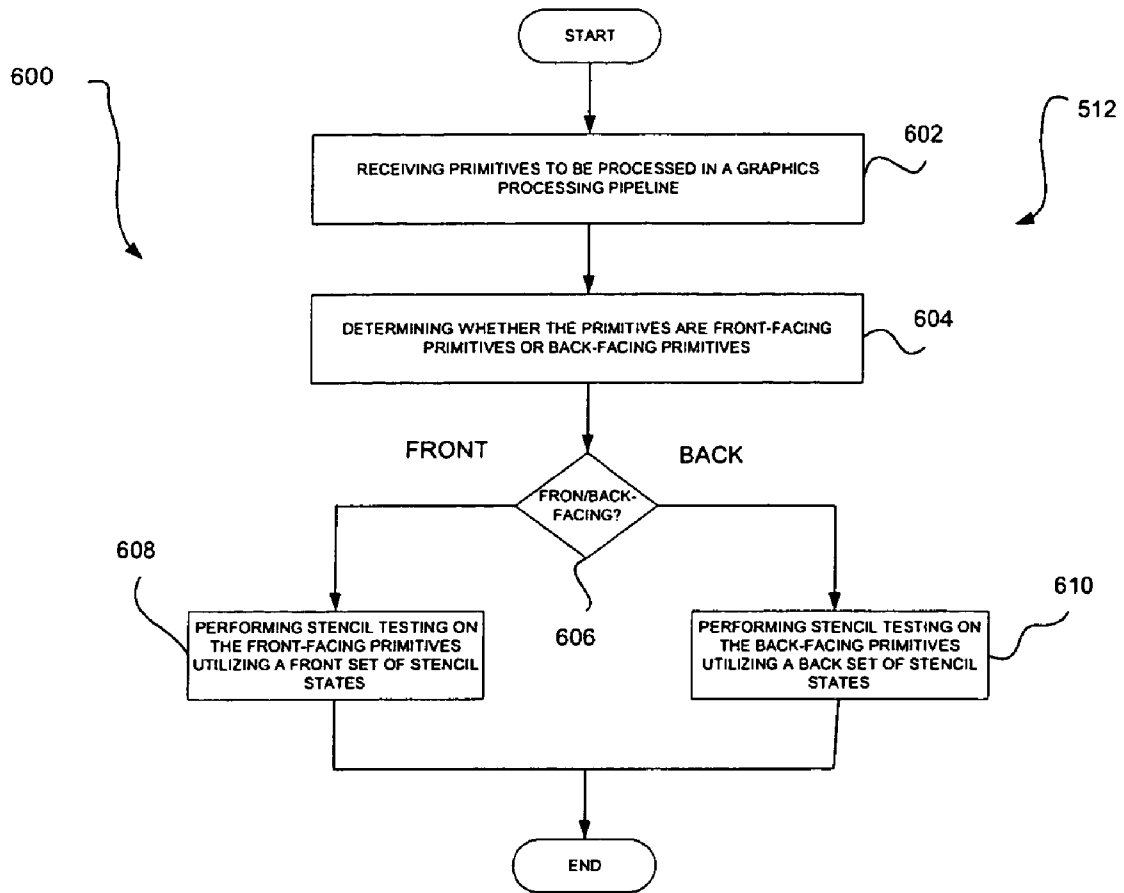 START
600
512
602
RECEIVING PRIMITIVES TO BE PROCESSED IN A GRAPHICS
PROCESSING PIPELINE
604
DETERMINING WHETHER THE PRIMITIVES ARE FRONT-FACING
PRIMITIVES OR BACK-FACING PRIMITIVES
FRONT
BACK
FRON/BACK-
FACING?
606
608
PERFORMING STENCIL TESTING ON
THE FRONT-FACING PRIMITIVES
UTILIZING A FRONT SET OF STENCIL
STATES
610
PERFORMING STENCIL TESTING ON
THE BACK-FACING PRIMITIVES
UTILIZING A BACK SET OF STENCIL
STATES
END